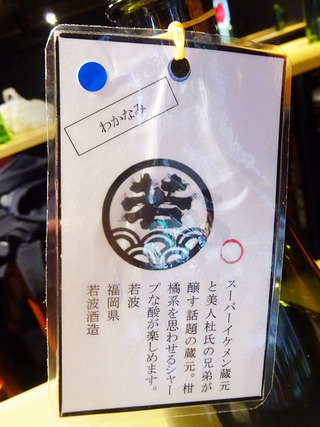 わかなみ
若
スーパーイケメン蔵元
と美人杜氏の兄弟が
醸す話題の蔵元。柑
橘系を思わせるシャー
プな酸が楽しめます。
若波
福岡県
若波酒造